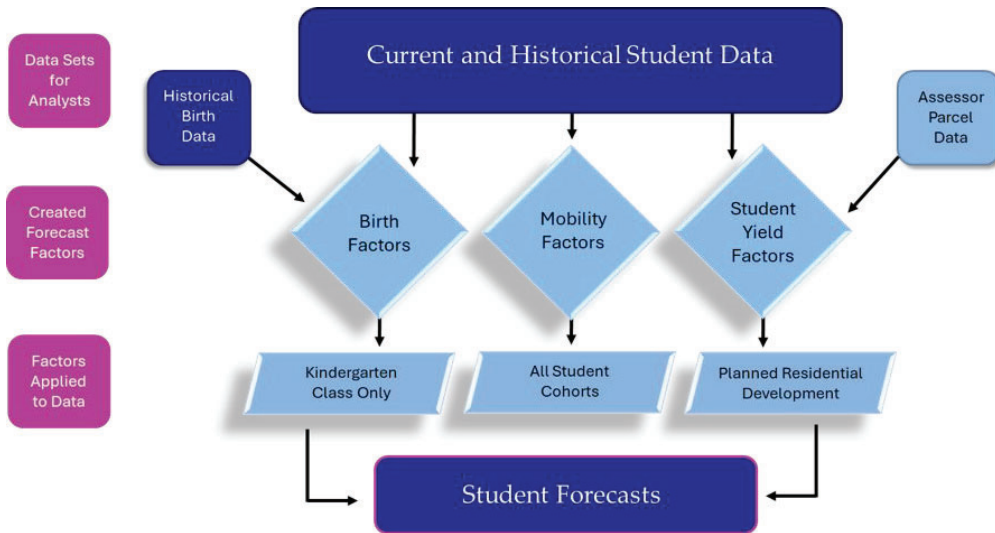 Data Sets
for
Analysts
Current and Historical Student Data
Historical
Birth
Data
Assessor
Parcel
Data
Created
Forecast
Factors
Birth
Factors
Mobility
Factors
Student
Yield
Factors
Factors
Applied
to Data
Kindergarten
Class Only
All Student
Cohorts
Planned Residential
Development
Student Forecasts